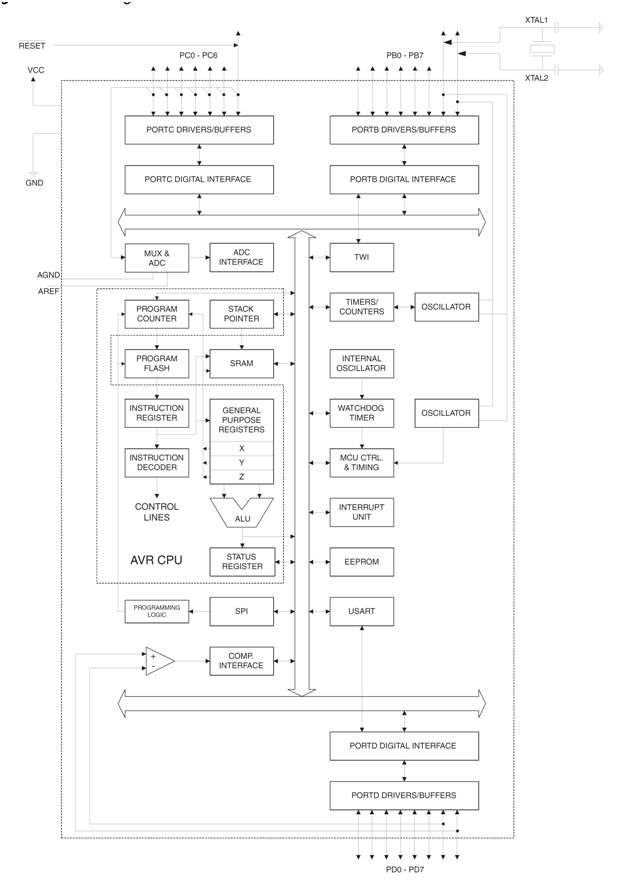 XTAL1
RESET
PC0 - PC6
PB0 - PB7
VCC
XTAL2
PORTC DRIVERS/BUFFERS
PORTB DRIVERS/BUFFERS
PORTC DIGITAL INTERFACE
PORTB DIGITAL INTERFACE
GND
MUX &
ADC
ADC
INTERFACE
TWI
AGND
AREF
PROGRAM
COUNTER
STACK
POINTER
TIMERS/
COUNTERS
OSCILLATOR
PROGRAM
FLASH
SRAM
INTERNAL
OSCILLATOR
INSTRUCTION
REGISTER
GENERAL
PURPOSE
REGISTERS
WATCHDOG
TIMER
OSCILLATOR
X
INSTRUCTION
DECODER
Y
MCU CTRL.
& TIMING
Z
CONTROL
LINES
ALU
INTERRUPT
UNIT
AVR CPU
STATUS
REGISTER
EEPROM
PROGRAMMING
LOGIC
SPI
USART
+
-
COMP.
INTERFACE
PORTD DIGITAL INTERFACE
PORTD DRIVERS/BUFFERS
PD0 - PD7